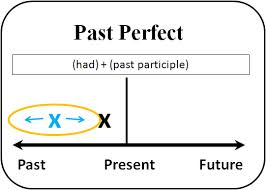 Past Perfect
(had) + (past participle)
X X
Past Present Future